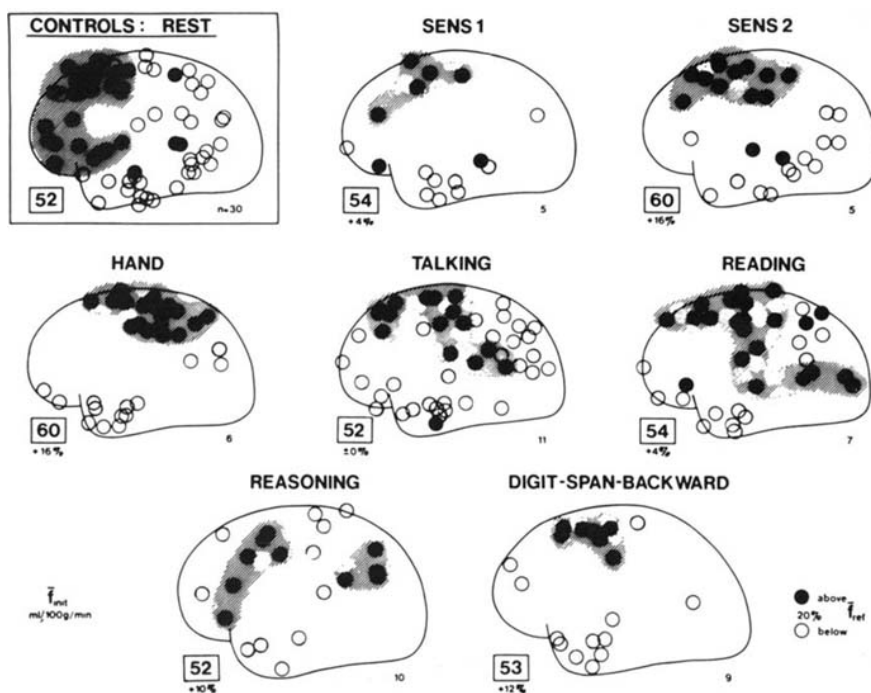 CONTROLS: REST
52
n=30
SENS 1
54
+4%
5
SENS 2
60
+16%
5
HAND
60
+16%
6
TALKING
52
±0%
11
READING
54
+4%
7
REASONING
52
+10%
10
DIGIT-SPAN-BACKWARD
53
+12%
9
f̅ init
ml/100g/min
above
20% f̅ ref
below